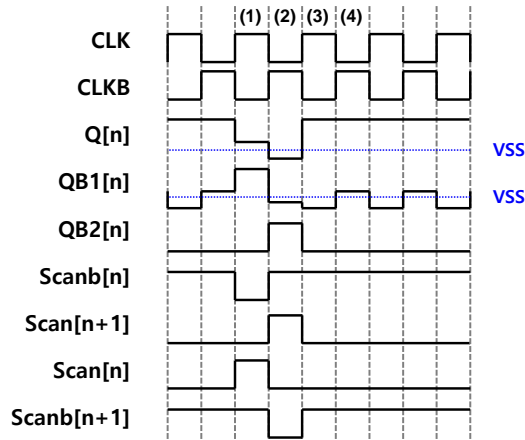 (1) (2) (3) (4)
CLK
CLKB
Q[n]
VSS
QB1[n]
VSS
QB2[n]
Scanb[n]
Scan[n+1]
Scan[n]
Scanb[n+1]